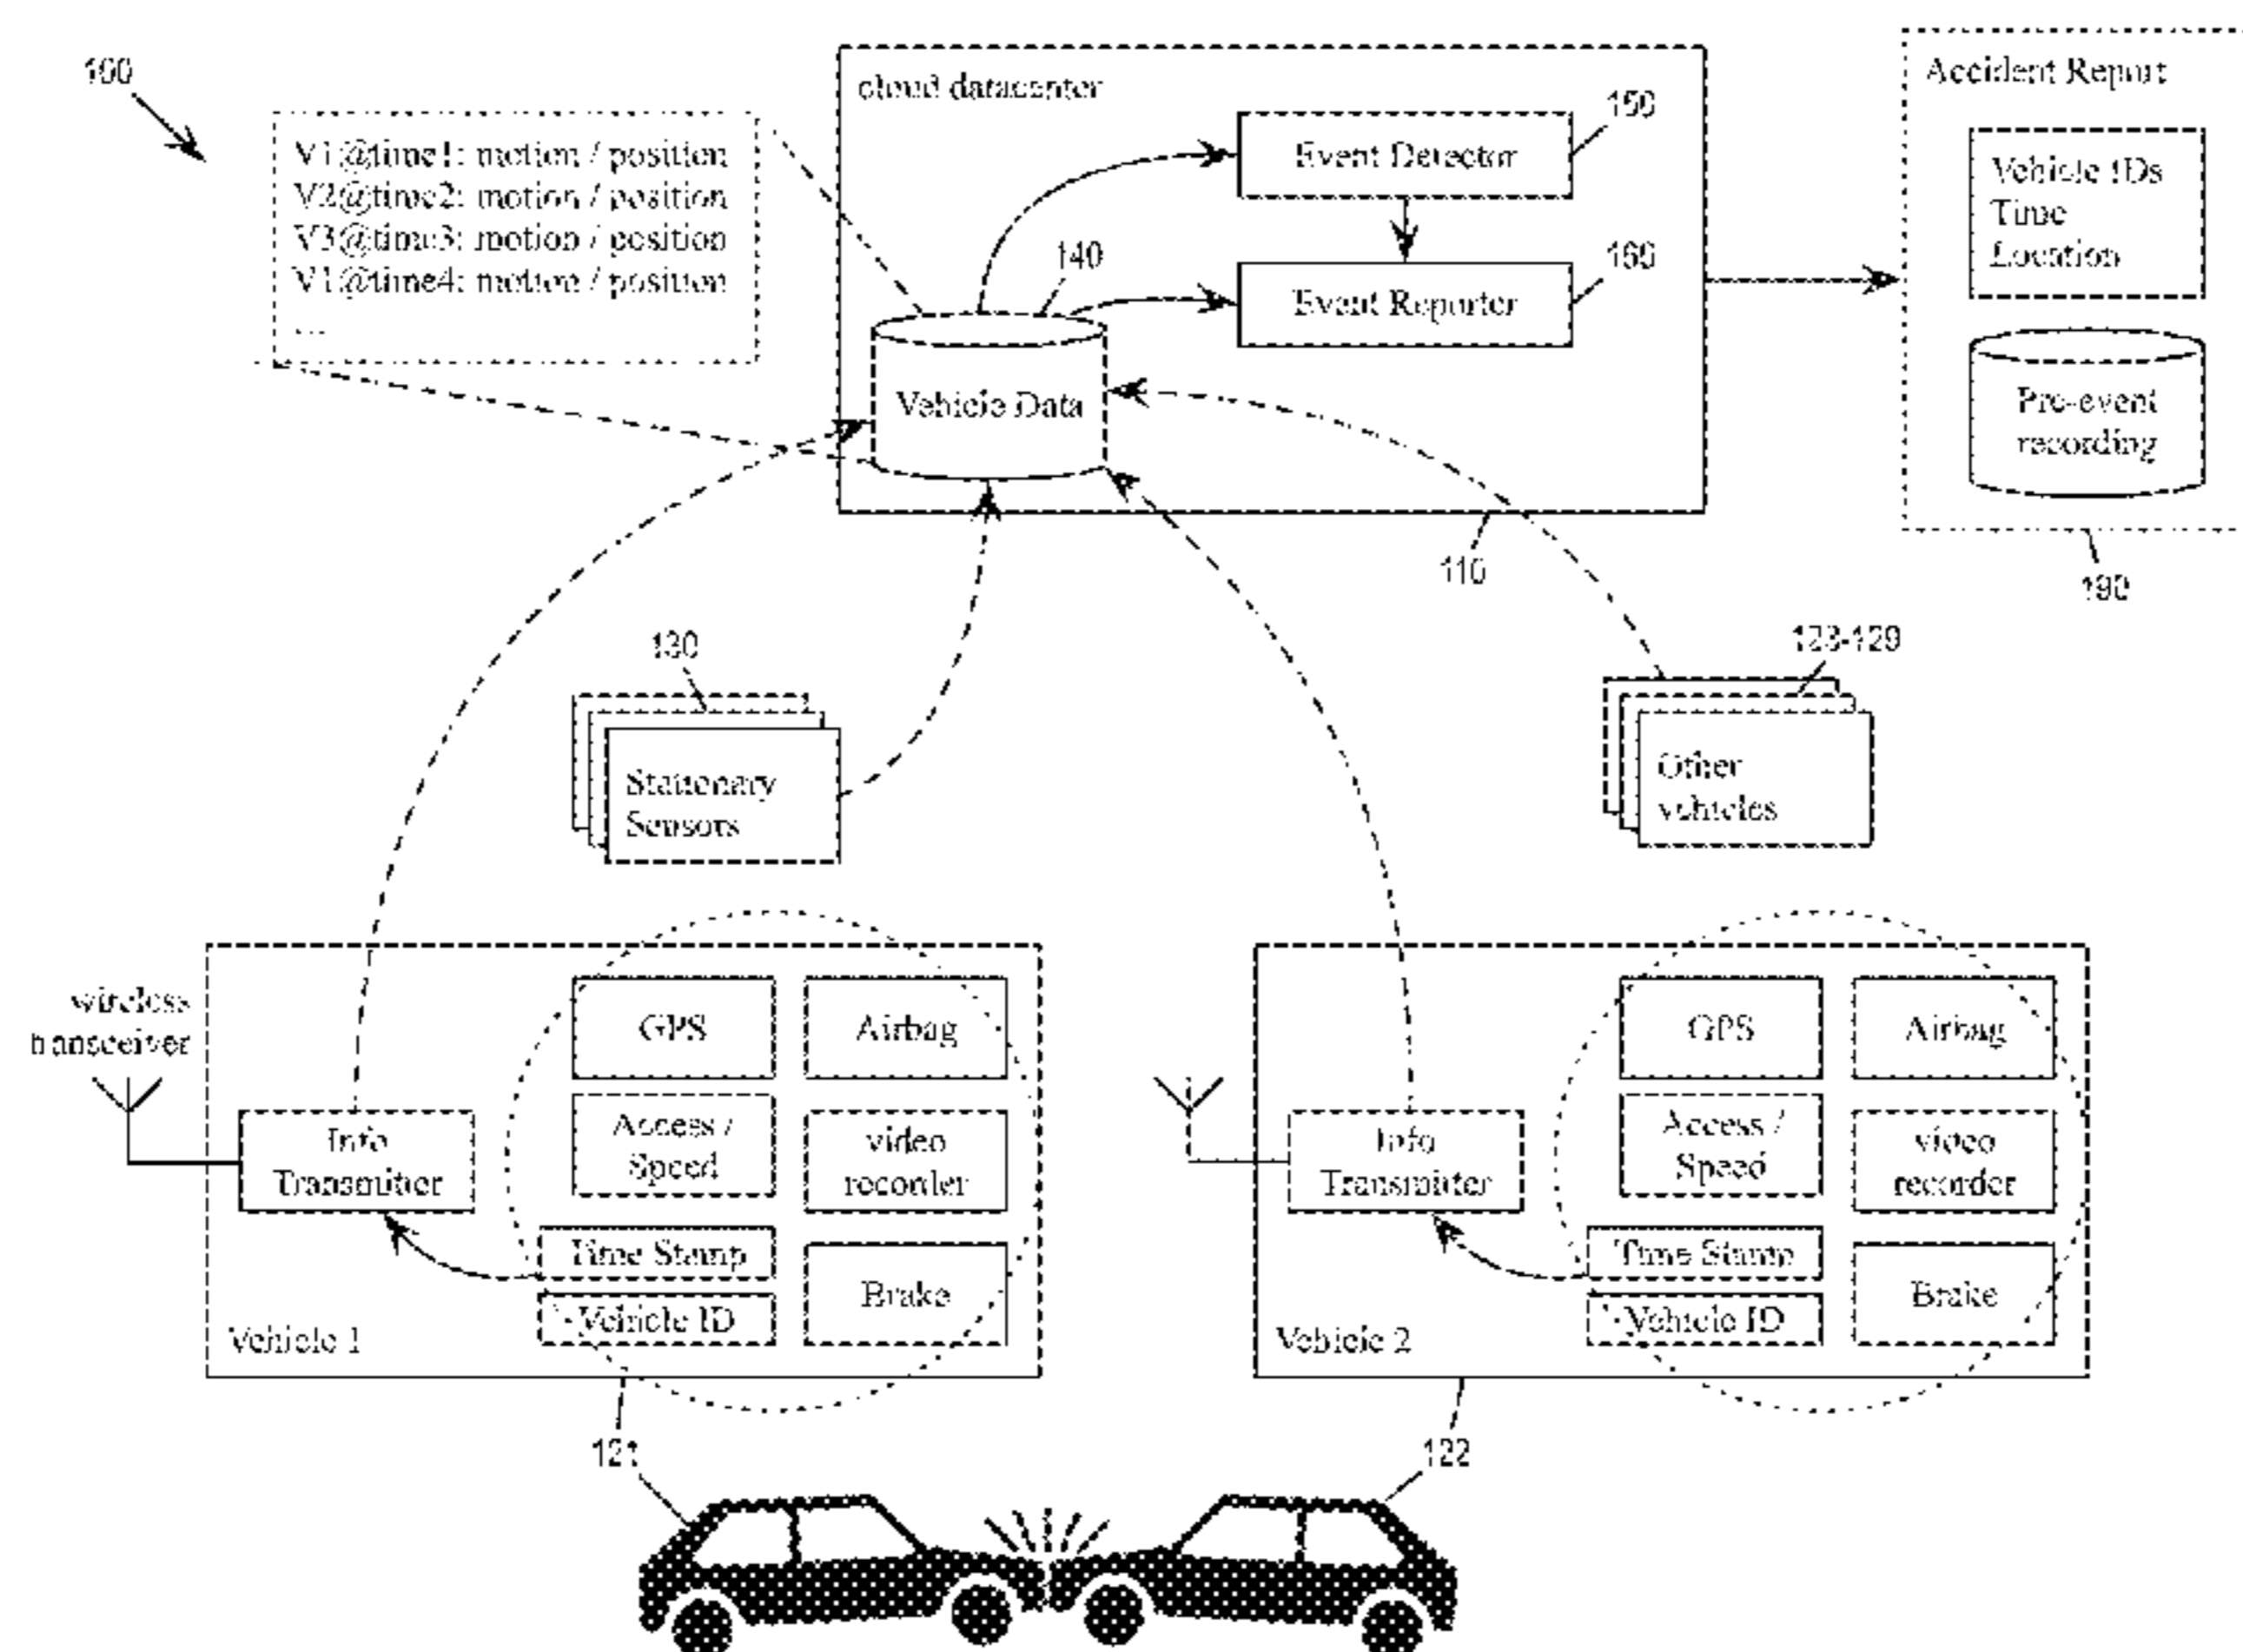 100
V1@time1: motion / position
V2@time2: motion / position
V3@time3: motion / position
V1@time4: motion / position
...
cloud datacenter
150
Event Detector
140
160
Event Reporter
Vehicle Data
110
Accident Report
Vehicle IDs
Time
Location
Pre-event
recording
190
130
Stationary
Sensors
123-129
Other
vehicles
wireless
transceiver
Info
Transmitter
GPS
Airbag
Access /
Speed
video
recorder
Time Stamp
Vehicle ID
Brake
Vehicle 1
121
Info
Transmitter
GPS
Airbag
Access /
Speed
video
recorder
Time Stamp
Vehicle ID
Brake
Vehicle 2
122